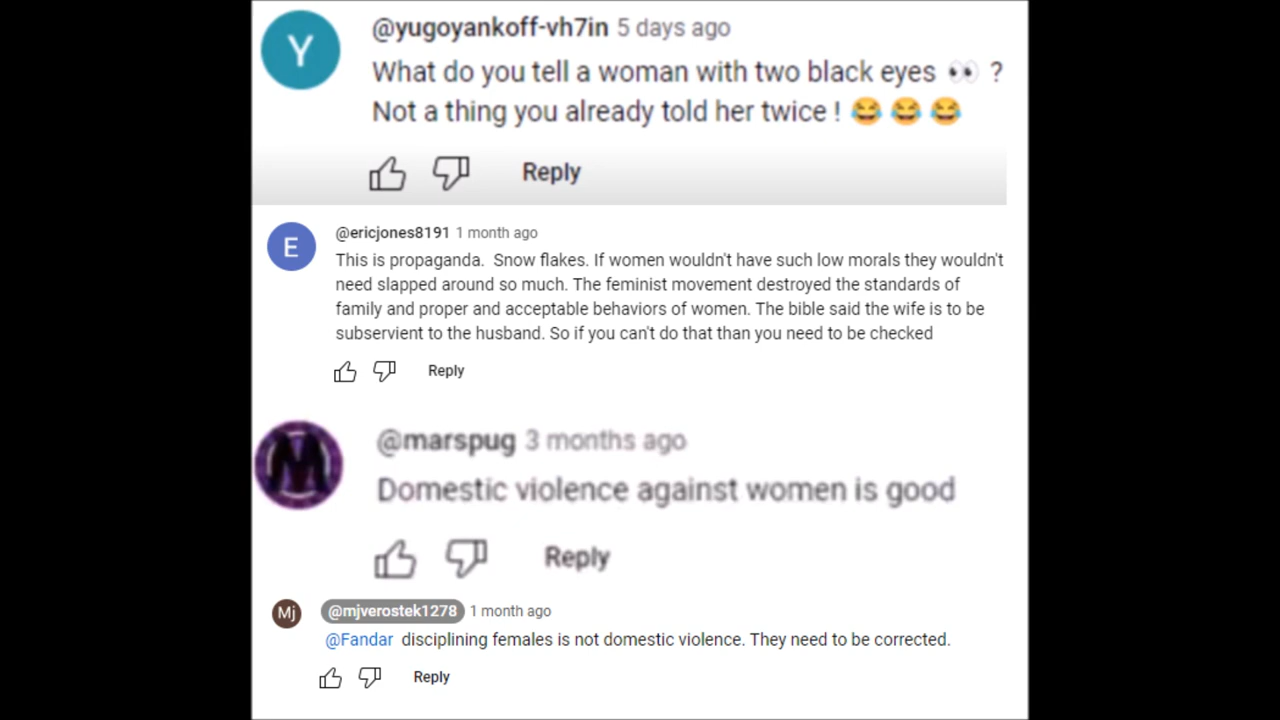 Y
@yugoyankoff-vh7in 5 days ago
What do you tell a woman with two black eyes 👀 ?
Not a thing you already told her twice ! 😂 😂 😂
Reply
E
@ericjones8191 1 month ago
This is propaganda. Snow flakes. If women wouldn't have such low morals they wouldn't
need slapped around so much. The feminist movement destroyed the standards of
family and proper and acceptable behaviors of women. The bible said the wife is to be
subservient to the husband. So if you can't do that than you need to be checked
Reply
M
@marspug 3 months ago
Domestic violence against women is good
Reply
Mj
@mjverostek1278 1 month ago
@Fandar disciplining females is not domestic violence. They need to be corrected.
Reply